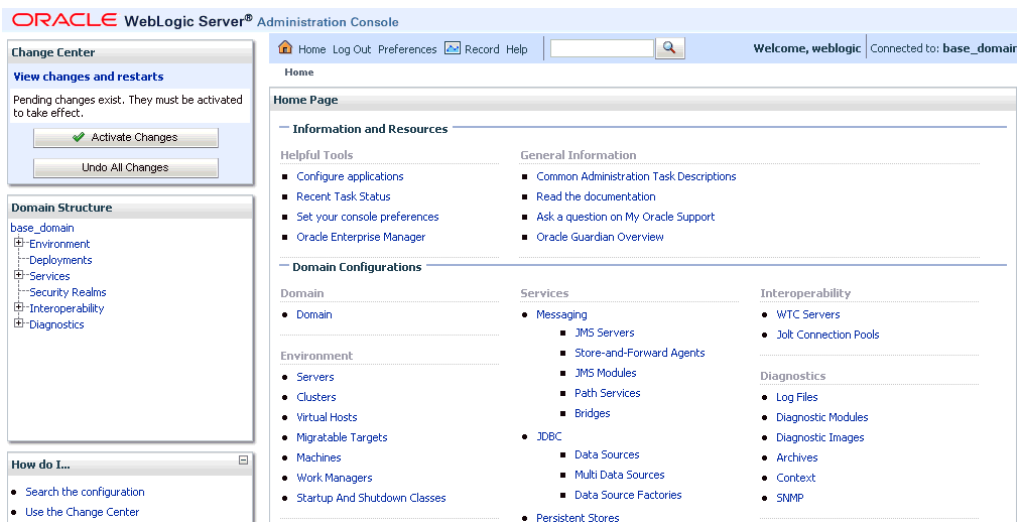 ORACLE WebLogic Server® Administration Console
Change Center
View changes and restarts
Pending changes exist. They must be activated
to take effect.
Activate Changes
Undo All Changes
Domain Structure
base_domain
Environment
Deployments
Services
Security Realms
Interoperability
Diagnostics
How do I...
Search the configuration
Use the Change Center
Home Log Out Preferences Record Help
Welcome, weblogic Connected to: base_domain
Home
Home Page
Information and Resources
Helpful Tools
Configure applications
Recent Task Status
Set your console preferences
Oracle Enterprise Manager
General Information
Common Administration Task Descriptions
Read the documentation
Ask a question on My Oracle Support
Oracle Guardian Overview
Domain Configurations
Domain
Domain
Environment
Servers
Clusters
Virtual Hosts
Migratable Targets
Machines
Work Managers
Startup And Shutdown Classes
Services
Messaging
JMS Servers
Store-and-Forward Agents
JMS Modules
Path Services
Bridges
JDBC
Data Sources
Multi Data Sources
Data Source Factories
Persistent Stores
Interoperability
WTC Servers
Jolt Connection Pools
Diagnostics
Log Files
Diagnostic Modules
Diagnostic Images
Archives
Context
SNMP